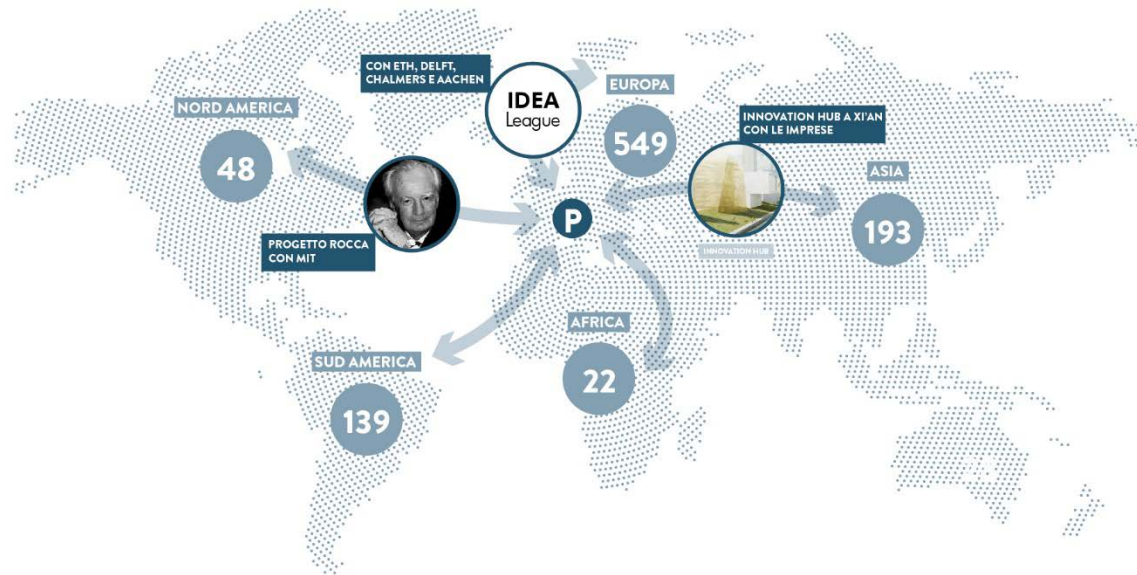 CON ETH, DELFT,
CHALMERS E AACHEN
IDEA
League
EUROPA
549
NORD AMERICA
48
INNOVATION HUB A XI'AN
CON LE IMPRESE
ASIA
193
P
PROGETTO ROCCA
CON MIT
INNOVATION HUB
AFRICA
22
SUD AMERICA
139